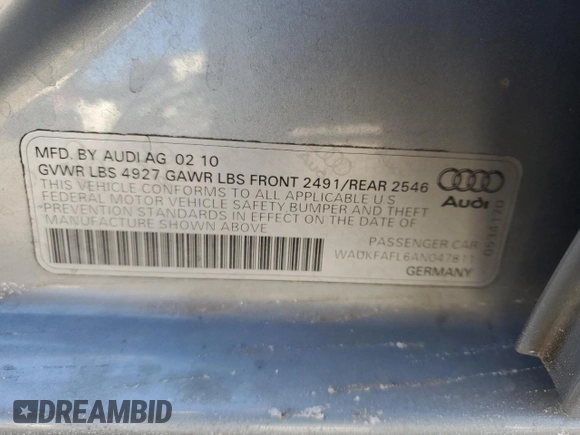 MFD. BY AUDI AG 02 10
GVWR LBS 4927 GAWR LBS FRONT 2491/REAR 2546
THIS VEHICLE CONFORMS TO ALL APPLICABLE U S
FEDERAL MOTOR VEHICLE SAFETY, BUMPER AND THEFT
PREVENTION STANDARDS IN EFFECT ON THE DATE OF
MANUFACTURE SHOWN ABOVE
Audi
PASSENGER CAR
WAUKFAFL6AN047811
GERMANY
0534120
DREAMBID